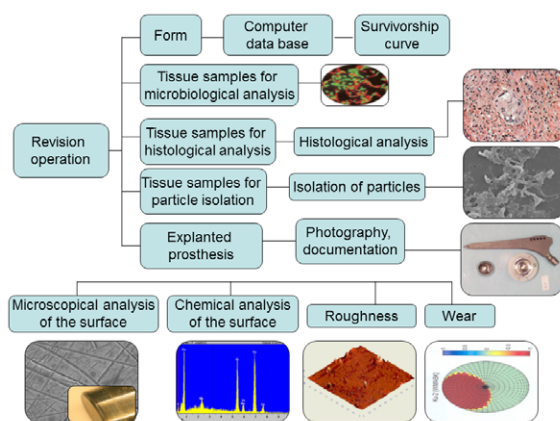 Form
Computer
data base
Survivorship
curve
Tissue samples for
microbiological analysis
Revision
operation
Tissue samples for
histological analysis
Histological analysis
Tissue samples for
particle isolation
Isolation of particles
Explanted
prosthesis
Photography,
documentation
Microscopical analysis
of the surface
Chemical analysis
of the surface
Roughness
Wear